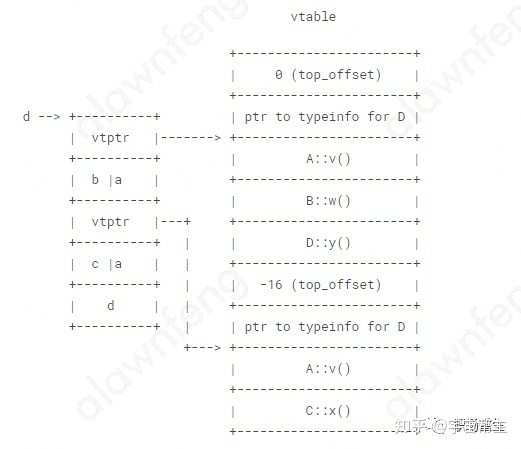 vtable
0 (top_offset)
d -->
ptr to typeinfo for D
vtptr
A::v()
b |a
B::w()
vtptr
D::y()
c |a
-16 (top_offset)
d
ptr to typeinfo for D
A::v()
C::x()
知乎
alawnfeng
alawnfeng
alawnfeng
alawnfeng